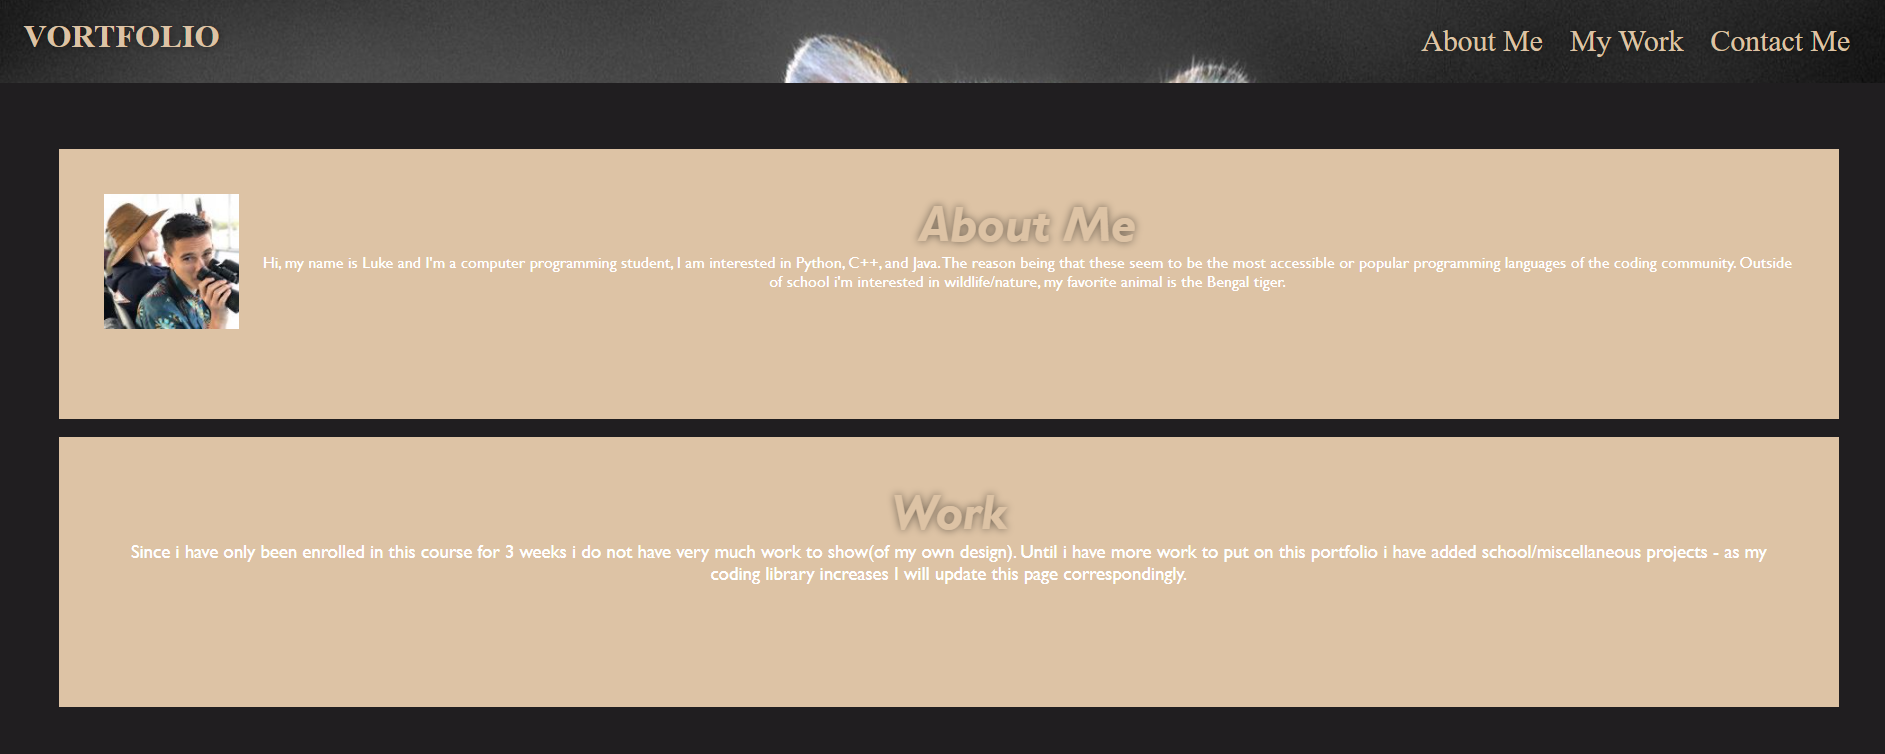 VORTFOLIO
About Me
My Work
Contact Me
About Me
Hi, my name is Luke and I'm a computer programming student, I am interested in Python, C++, and Java. The reason being that these seem to be the most accessible or popular programming languages of the coding community. Outside
of school i'm interested in wildlife/nature, my favorite animal is the Bengal tiger.
Work
Since i have only been enrolled in this course for 3 weeks i do not have very much work to show(of my own design). Until i have more work to put on this portfolio i have added school/miscellaneous projects - as my
coding library increases I will update this page correspondingly.